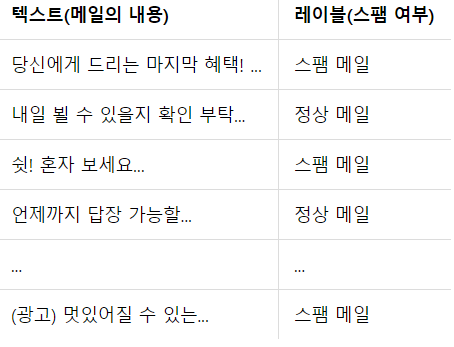 텍스트(메일의 내용) 레이블(스팸 여부)
당신에게 드리는 마지막 혜택! ... 스팸 메일
내일 뵐 수 있을지 확인 부탁... 정상 메일
쉿! 혼자 보세요... 스팸 메일
언제까지 답장 가능할... 정상 메일
... ...
(광고) 멋있어질 수 있는... 스팸 메일